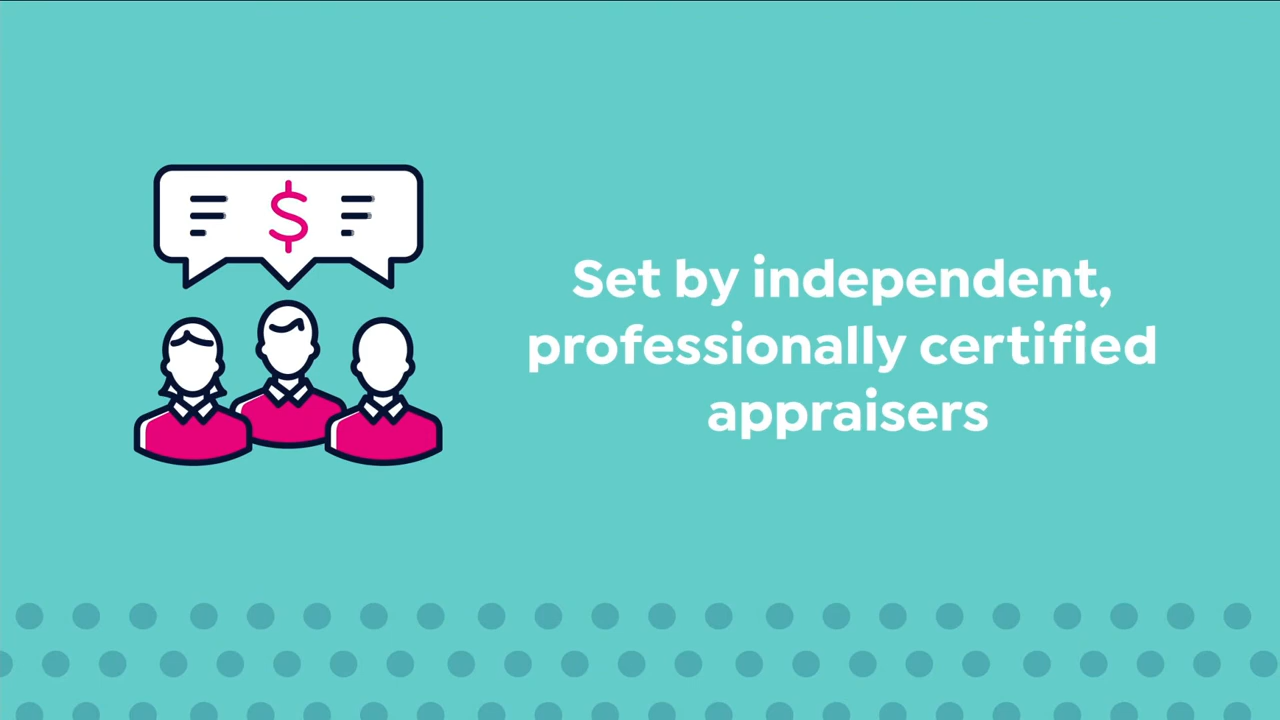 $
Set by independent,
professionally certified
appraisers